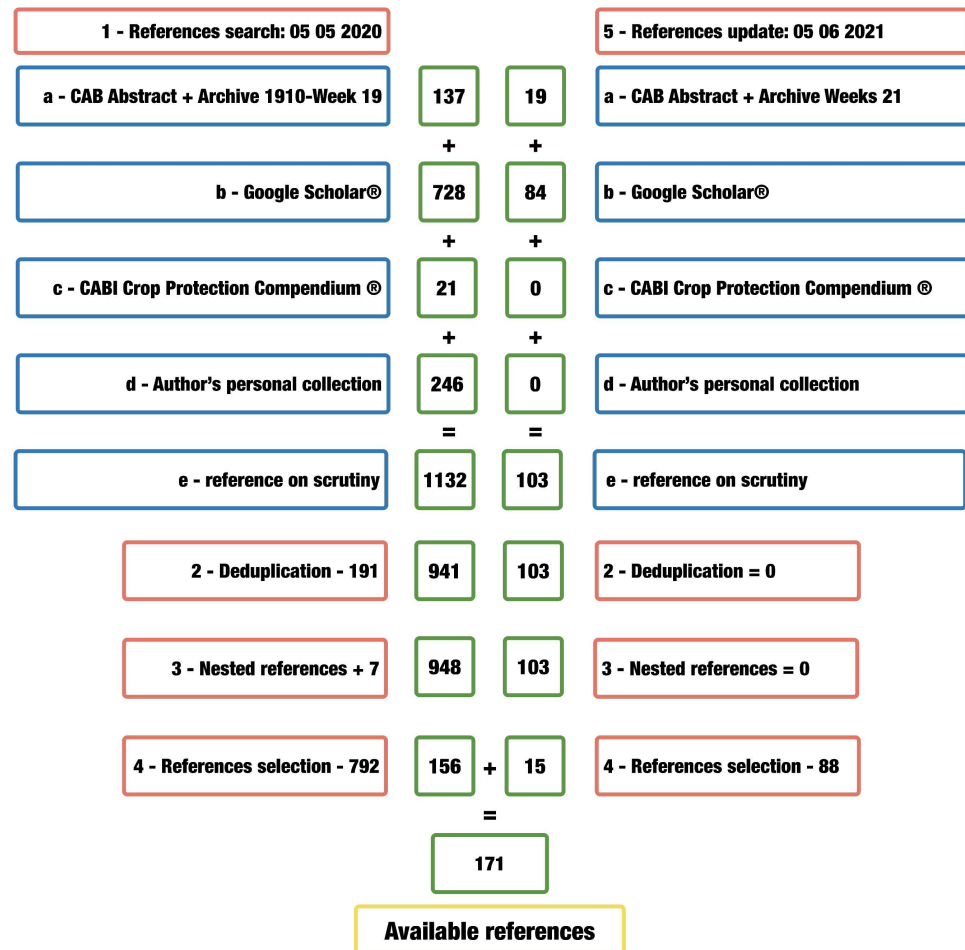 1 - References search: 05 05 2020
5 - References update: 05 06 2021
a - CAB Abstract + Archive 1910-Week 19
137
19
a - CAB Abstract + Archive Weeks 21
+
+
b - Google Scholar®
728
84
b - Google Scholar®
+
+
c - CABI Crop Protection Compendium ®
21
0
c - CABI Crop Protection Compendium ®
+
+
d - Author's personal collection
246
0
d - Author's personal collection
=
=
e - reference on scrutiny
1132
103
e - reference on scrutiny
2 - Deduplication - 191
941
103
2 - Deduplication = 0
3 - Nested references + 7
948
103
3 - Nested references = 0
4 - References selection - 792
156
+
15
4 - References selection - 88
=
171
Available references